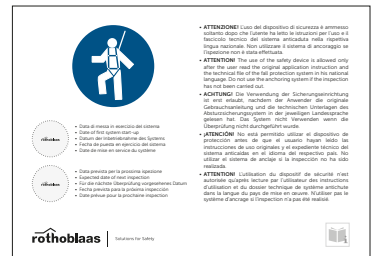 • ATTENZIONE! L'uso del dispositivo di sicurezza è ammesso
soltanto dopo che l'utente ha letto le istruzioni per l'uso e il
fascicolo tecnico del sistema anticaduta nella rispettiva
lingua nazionale. Non utilizzare il sistema di ancoraggio se
l'ispezione non è stata effettuata.
• ATTENTION! The use of the safety device is allowed only
after the user read the original application instruction and
the technical file of the fall protection system in his national
language. Do not use the anchoring system if the inspection
has not been carried out.
• ACHTUNG! Die Verwendung der Sicherungseinrichtung
ist erst erlaubt, nachdem der Anwender die originale
Gebrauchsanleitung und die technischen Unterlagen des
Absturzsicherungssystem in der jeweiligen Landessprache
gelesen hat. Das System nicht Verwenden wenn die
Überprüfung nicht durchgeführt wurde.
• ¡ATENCIÓN! No está permitido utilizar el dispositivo de
protección antes de que el usuario hayan leído las
instrucciones de uso originales y el expediente técnico del
sistema anticaídas en el idioma del respectivo país. No
utilizar el sistema de anclaje si la inspección no ha sido
realizada.
• ATTENTION! L'utilisation du dispositif de sécurité n'est
autorisée qu'après lecture par l'utilisateur des instructions
d'utilisation et du dossier technique de système antichute
dans la langue du pays de mise en œuvre. N'utiliser pas le
système d'ancrage si l'inspection n'a pas été réalisé.
rothoblaas
• Data di messa in esercizio del sistema
• Date of first system start-up
• Datum der Inbetriebnahme des Systems
• Fecha de puesta en ejercicio del sistema
• Date de mise en service du système
rothoblaas
• Data prevista per la prossima ispezione
• Expected date of next inspection
• Für die nächste Überprüfung vorgesehenes Datum
• Fecha prevista para la próxima inspección
• Date prévue pour la prochaine inspection
rothoblaas
Solutions for Safety